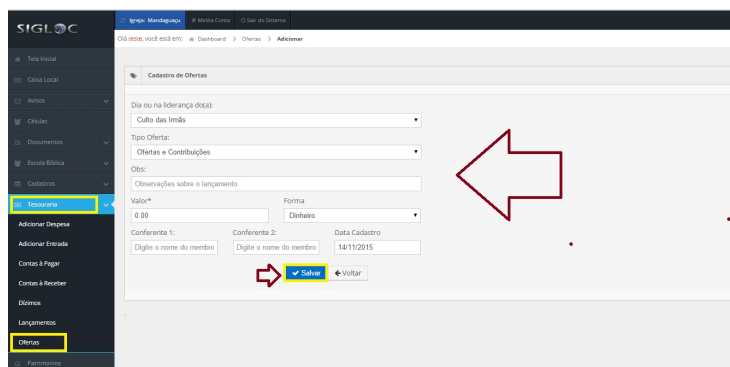 SIGLOC
Igreja: Mandaguaçu Minha Conta Sair do Sistema
Olá teste, você está em: Dashboard > Ofertas > Adicionar
Tela Inicial
Caixa Local
Avisos
Células
Documentos
Escola Bíblica
Cadastros
Tesouraria
Adicionar Despesa
Adicionar Entrada
Contas à Pagar
Contas à Receber
Dízimos
Lançamentos
Ofertas
Patrimonios
Cadastro de Ofertas
Dia ou na liderança do(a):
Culto das Irmãs
Tipo Oferta:
Ofertas e Contribuições
Obs:
Observações sobre o lançamento
Valor* Forma
0.00 Dinheiro
Conferente 1: Conferente 2: Data Cadastro
Digite o nome do membro Digite o nome do membro 14/11/2015
Salvar Voltar